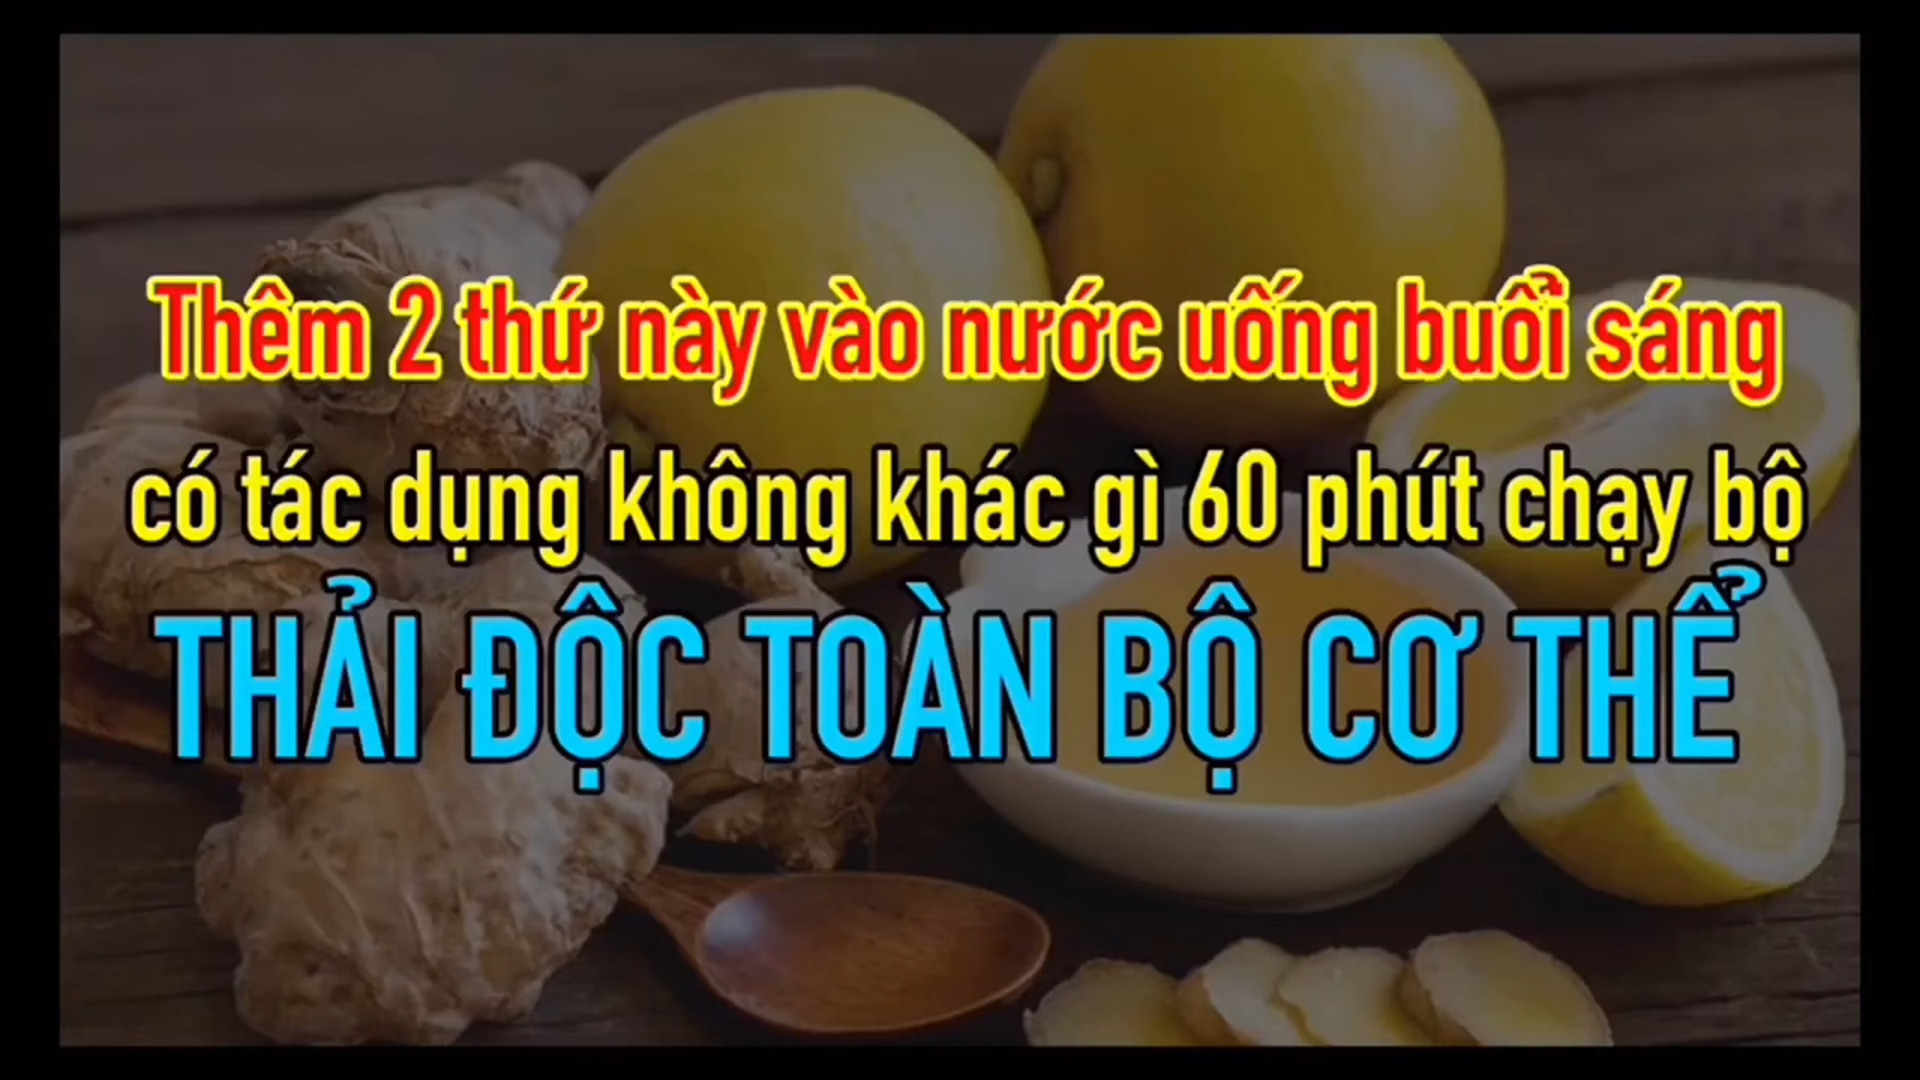 Thêm 2 thứ này vào nước uống buổi sáng
có tác dụng không khác gì 60 phút chạy bộ
THẢI ĐỘC TOÀN BỘ CƠ THỂ